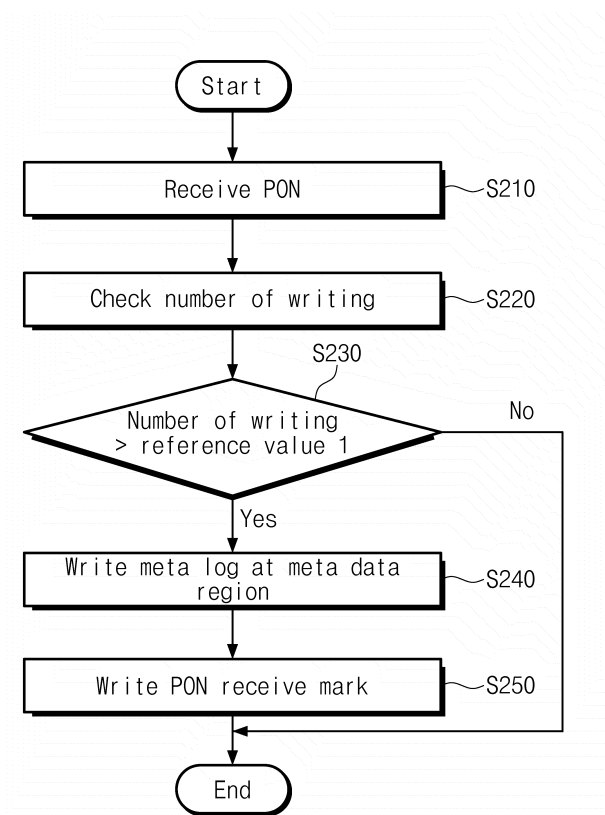 Start
Receive PON
S210
Check number of writing
S220
S230
Number of writing
> reference value 1
No
Yes
Write meta log at meta data
region
S240
Write PON receive mark
S250
End